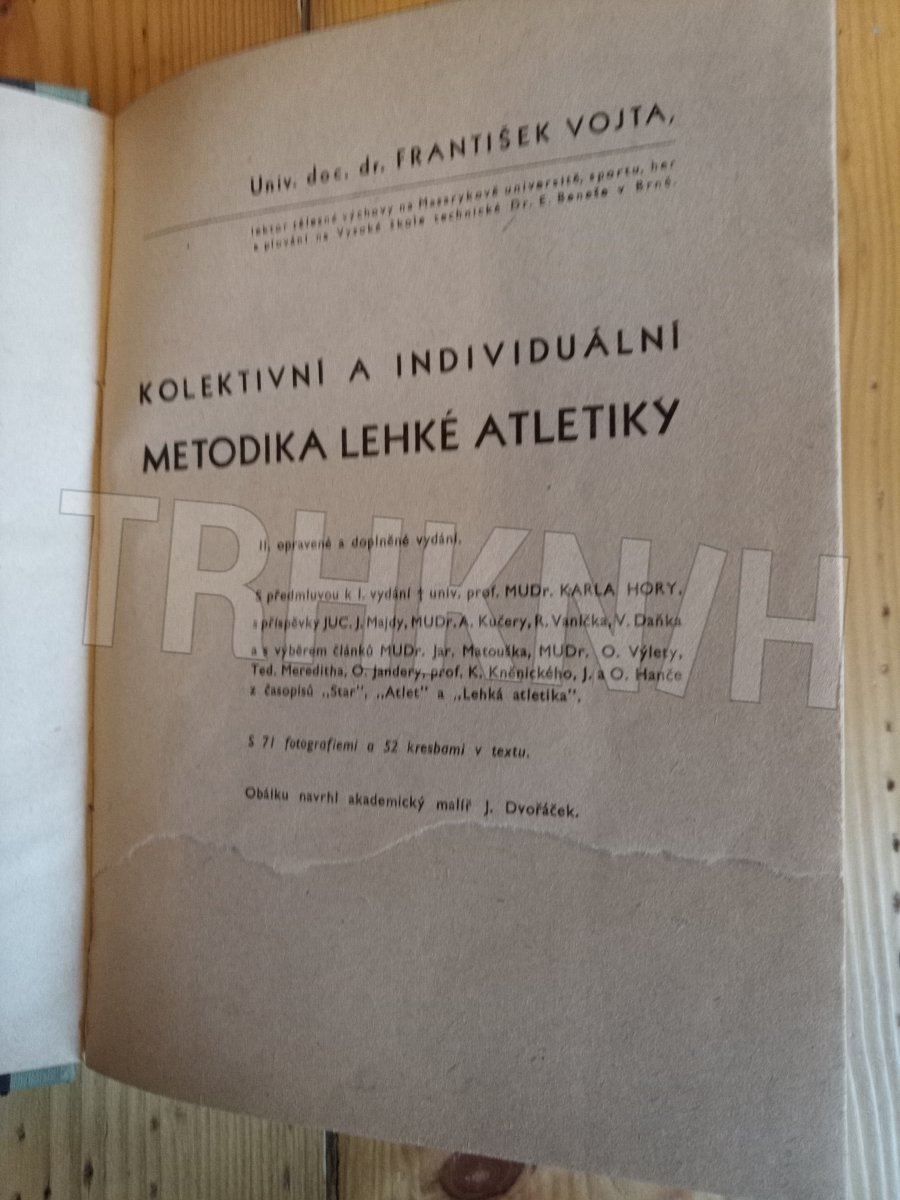 Univ. doc. dr. FRANTIŠEK VOJTA,
lektor tělesné výchovy na Masarykově universitě, sportu, her
a plování na Vysoké škole technické Dr. E. Beneše v Brně.
KOLEKTIVNÍ A INDIVIDUÁLNÍ
METODIKA LEHKÉ ATLETIKY
II, opravené a doplněné vydání.
S předmluvou k I. vydání † univ. prof. MUDr. KARLA HORY,
s příspěvky JUC. J. Majdy, MUDr. A. Kučery, R. Vaníčka, V. Daňka
a s výběrem článků MUDr. Jar. Matouška, MUDr. O. Výlety,
Ted. Mereditha, O. Jandery, prof. K. Kněnického, J. a O. Hanče
z časopisů „Star", „Atlet" a „Lehká atletika".
S 71 fotografiemi a 52 kresbami v textu.
Obálku navrhl akademický malíř J. Dvořáček.
TRHKNIH